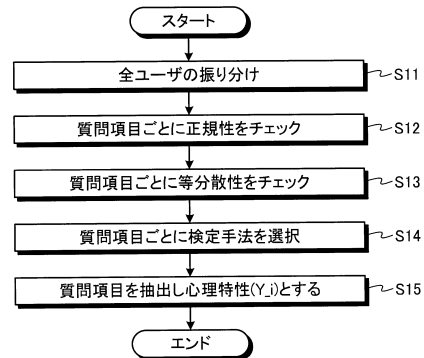 スタート
全ユーザの振り分け S11
質問項目ごとに正規性をチェック S12
質問項目ごとに等分散性をチェック S13
質問項目ごとに検定手法を選択 S14
質問項目を抽出し心理特性(Y_i)とする S15
エンド